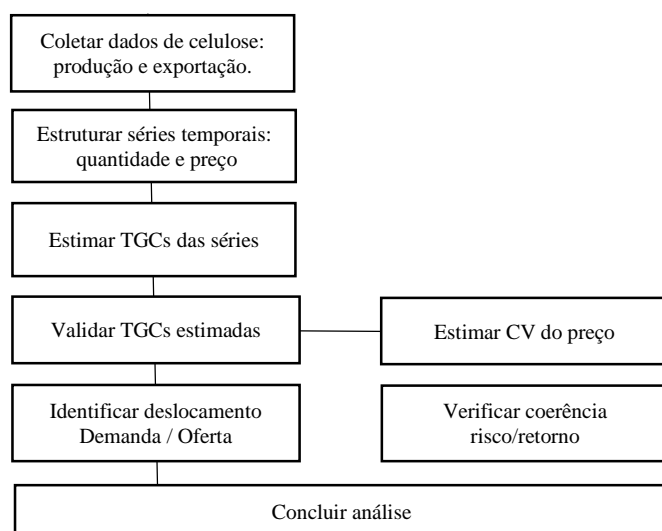 Coletar dados de celulose:
produção e exportação.
Estruturar séries temporais:
quantidade e preço
Estimar TGCs das séries
Validar TGCs estimadas
Estimar CV do preço
Identificar deslocamento
Demanda / Oferta
Verificar coerência
risco/retorno
Concluir análise